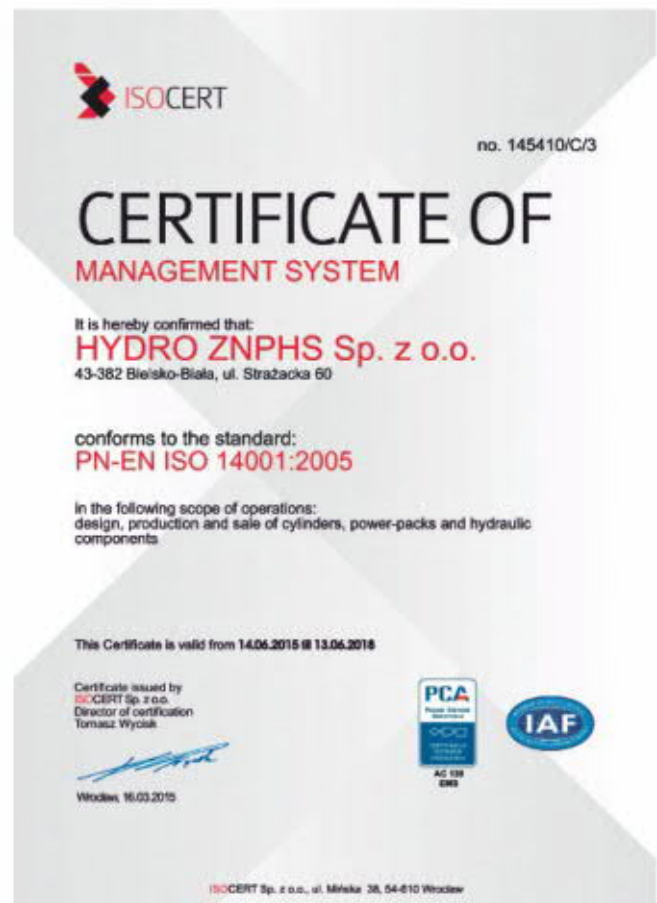 ISOCERT
no. 145410/C/3
CERTIFICATE OF
MANAGEMENT SYSTEM
It is hereby confirmed that:
HYDRO ZNPHS Sp. z o.o.
43-382 Bielsko-Biała, ul. Strażacka 60
conforms to the standard:
PN-EN ISO 14001:2005
in the following scope of operations:
design, production and sale of cylinders, power-packs and hydraulic
components
This Certificate is valid from 14.06.2015 till 13.06.2018
Certificate issued by
ISOCERT Sp. z o.o.
Director of certification
Tomasz Wycisk
Wrocław, 16.03.2015
PCA
IAF
EMS
ISOCERT Sp. z o.o., ul. Mińska 38, 54-610 Wrocław